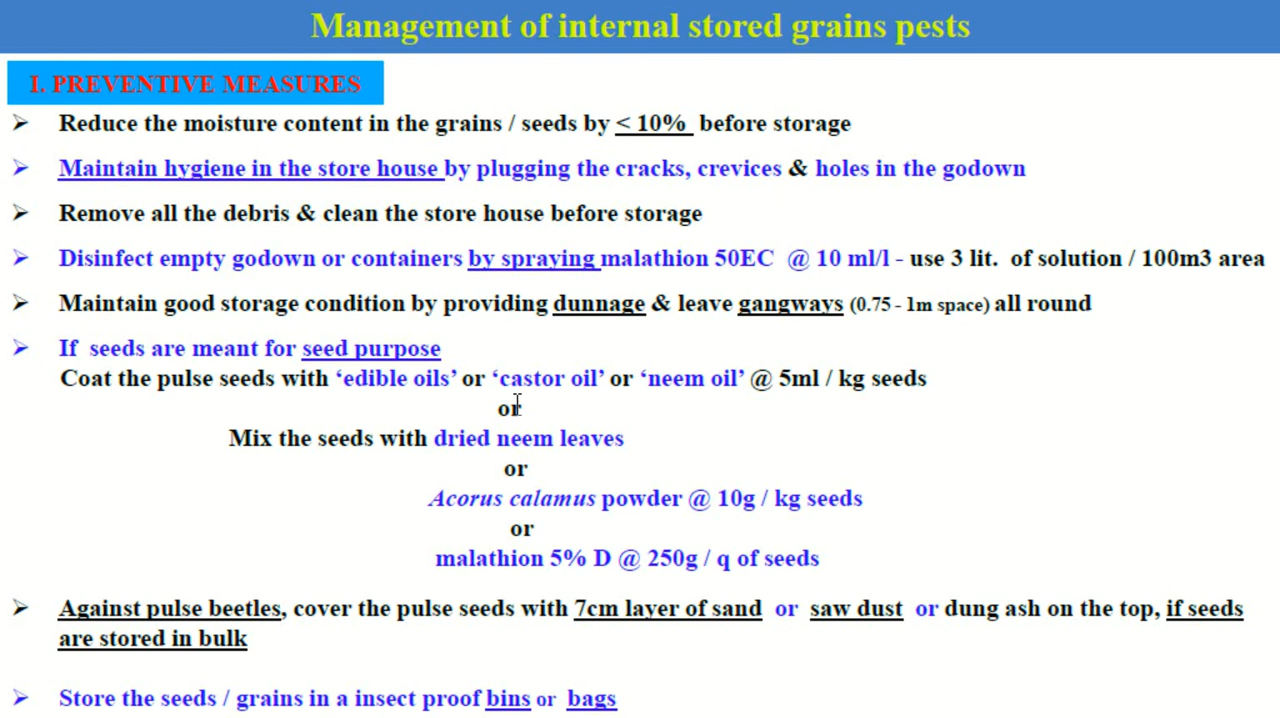 Management of internal stored grains pests
I. PREVENTIVE MEASURES
➢ Reduce the moisture content in the grains / seeds by < 10% before storage
➢ Maintain hygiene in the store house by plugging the cracks, crevices & holes in the godown
➢ Remove all the debris & clean the store house before storage
➢ Disinfect empty godown or containers by spraying malathion 50EC @ 10 ml/l - use 3 lit. of solution / 100m3 area
➢ Maintain good storage condition by providing dunnage & leave gangways (0.75 - 1m space) all round
➢ If seeds are meant for seed purpose
Coat the pulse seeds with ‘edible oils’ or ‘castor oil’ or ‘neem oil’ @ 5ml / kg seeds
or
Mix the seeds with dried neem leaves
or
Acorus calamus powder @ 10g / kg seeds
or
malathion 5% D @ 250g / q of seeds
➢ Against pulse beetles, cover the pulse seeds with 7cm layer of sand or saw dust or dung ash on the top, if seeds
are stored in bulk
➢ Store the seeds / grains in a insect proof bins or bags